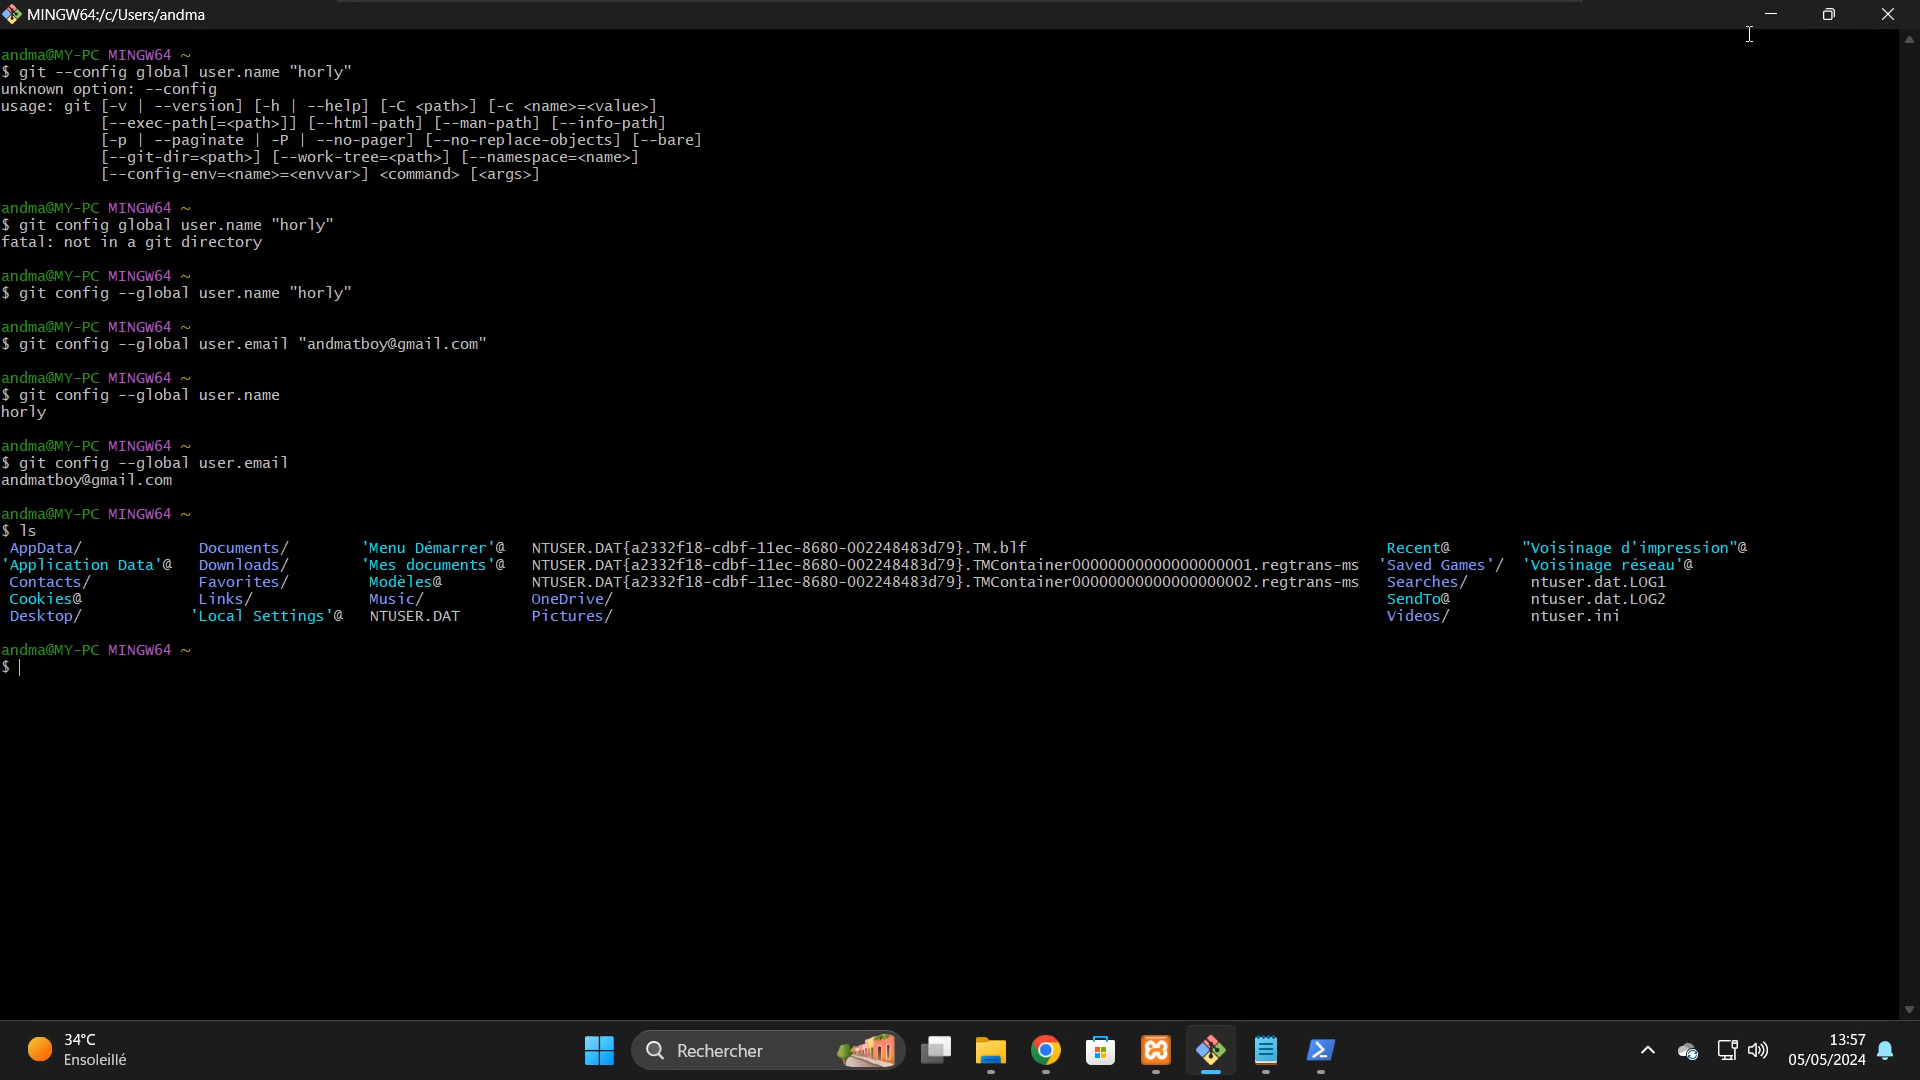 MINGW64:/c/Users/andma
andma@MY-PC MINGW64 ~
$ git --config global user.name "horly"
unknown option: --config
usage: git [-v | --version] [-h | --help] [-C <path>] [-c <name>=<value>]
           [--exec-path[=<path>]] [--html-path] [--man-path] [--info-path]
           [-p | --paginate | -P | --no-pager] [--no-replace-objects] [--bare]
           [--git-dir=<path>] [--work-tree=<path>] [--namespace=<name>]
           [--config-env=<name>=<envvar>] <command> [<args>]
andma@MY-PC MINGW64 ~
$ git config global user.name "horly"
fatal: not in a git directory
andma@MY-PC MINGW64 ~
$ git config --global user.name "horly"
andma@MY-PC MINGW64 ~
$ git config --global user.email "andmatboy@gmail.com"
andma@MY-PC MINGW64 ~
$ git config --global user.name
horly
andma@MY-PC MINGW64 ~
$ git config --global user.email
andmatboy@gmail.com
andma@MY-PC MINGW64 ~
$ ls
 AppData/             Documents/        'Menu Démarrer'@   NTUSER.DAT{a2332f18-cdbf-11ec-8680-002248483d79}.TM.blf                                        Recent@        "Voisinage d'impression"@
'Application Data'@   Downloads/        'Mes documents'@   NTUSER.DAT{a2332f18-cdbf-11ec-8680-002248483d79}.TMContainer00000000000000000001.regtrans-ms  'Saved Games'/  'Voisinage réseau'@
 Contacts/            Favorites/         Modèles@          NTUSER.DAT{a2332f18-cdbf-11ec-8680-002248483d79}.TMContainer00000000000000000002.regtrans-ms   Searches/       ntuser.dat.LOG1
 Cookies@             Links/             Music/            OneDrive/                                                                                      SendTo@         ntuser.dat.LOG2
 Desktop/            'Local Settings'@   NTUSER.DAT        Pictures/                                                                                      Videos/         ntuser.ini
andma@MY-PC MINGW64 ~
$
34°C
Ensoleillé
Rechercher
13:57
05/05/2024